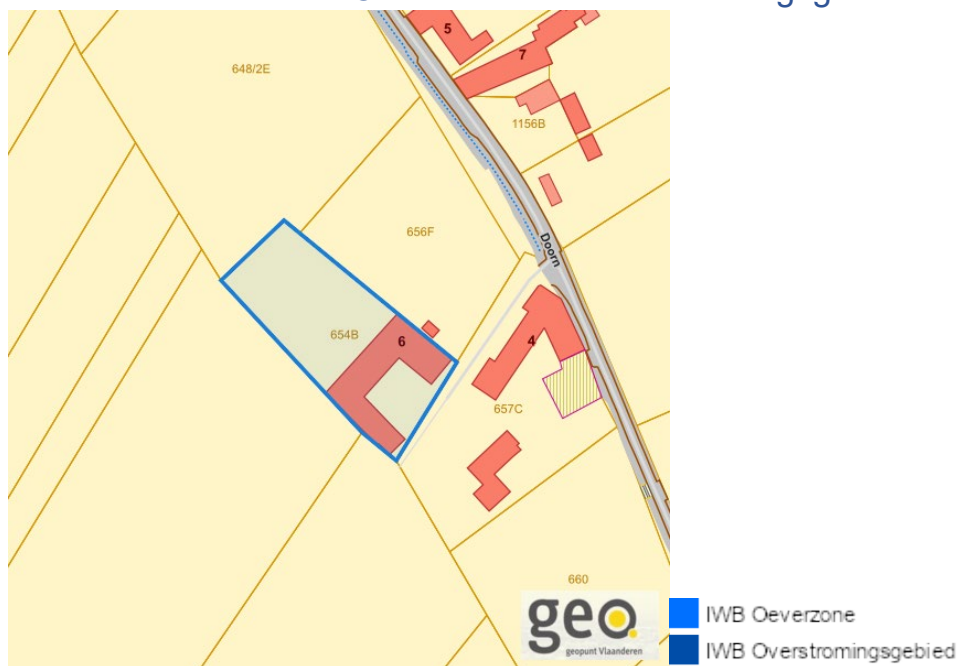 5
648/2E
7
1156B
656F
Doorn
654B
6
4
657C
660
geo.
geopunt Vlaanderen
IWB Oeverzone
IWB Overstromingsgebied